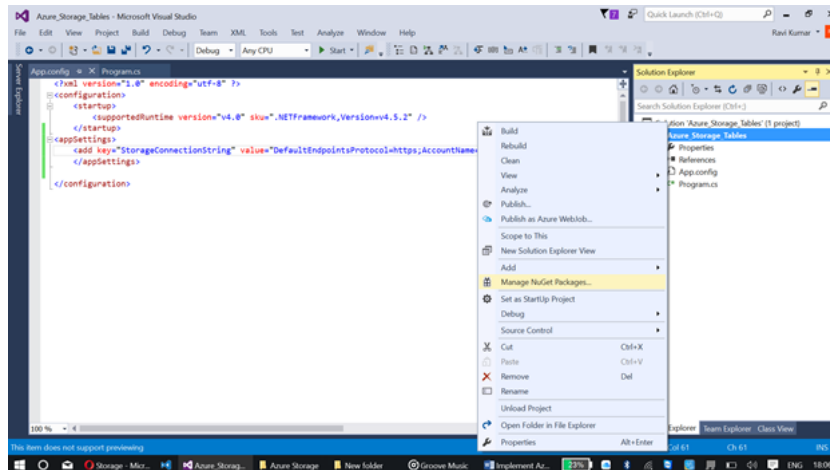 Azure_Storage_Tables - Microsoft Visual Studio
Quick Launch (Ctrl+Q)
File Edit View Project Build Debug Team XML Tools Test Analyze Window Help
Ravi Kumar
Debug Any CPU Start
Server Explorer
App.config Program.cs
<?xml version="1.0" encoding="utf-8" ?>
<configuration>
<startup>
<supportedRuntime version="v4.0" sku=".NETFramework,Version=v4.5.2" />
</startup>
<appSettings>
<add key="StorageConnectionString" value="DefaultEndpointsProtocol=https;AccountName=
</appSettings>
</configuration>
Build
Rebuild
Clean
View
Analyze
Publish...
Publish as Azure WebJob...
Scope to This
New Solution Explorer View
Add
Manage NuGet Packages...
Set as StartUp Project
Debug
Source Control
Cut Ctrl+X
Paste Ctrl+V
Remove Del
Rename
Unload Project
Open Folder in File Explorer
Properties Alt+Enter
Solution Explorer
Search Solution Explorer (Ctrl+;)
'Azure_Storage_Tables' (1 project)
Azure_Storage_Tables
Properties
References
App.config
Program.cs
100 %
Explorer Team Explorer Class View
This item does not support previewing
Col 61 Ch 61 INS
Storage - Micr... Azure Storag... Azure Storage New folder Groove Music Implement Az... 23% ENG